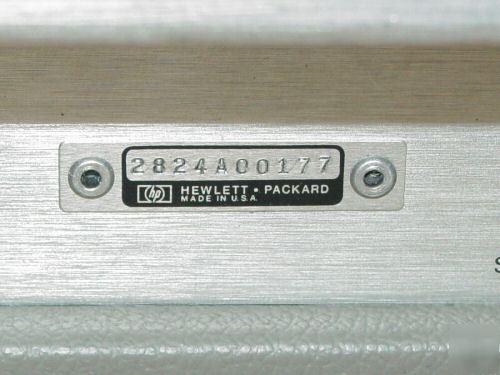 2824A00177
hp HEWLETT • PACKARD
MADE IN U.S.A.
S